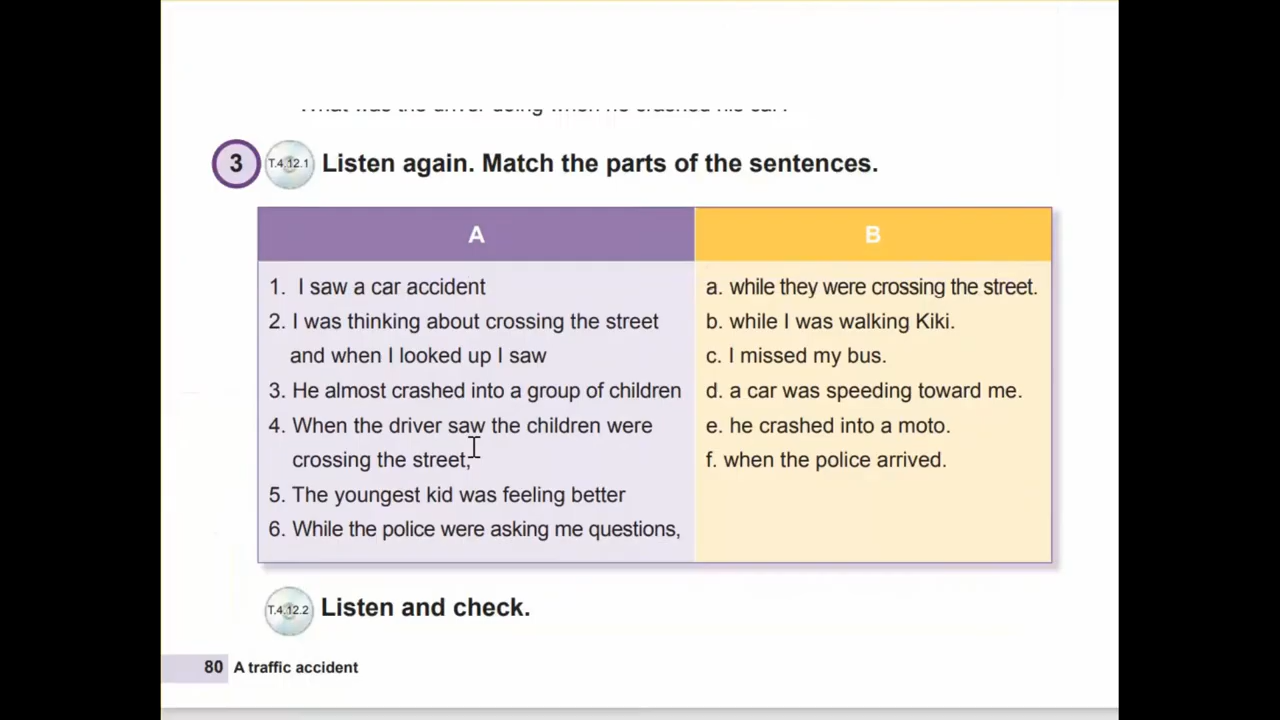 3 T.4.12.1 Listen again. Match the parts of the sentences.
A
1. I saw a car accident
2. I was thinking about crossing the street
and when I looked up I saw
3. He almost crashed into a group of children
4. When the driver saw the children were
crossing the street,
5. The youngest kid was feeling better
6. While the police were asking me questions,
B
a. while they were crossing the street.
b. while I was walking Kiki.
c. I missed my bus.
d. a car was speeding toward me.
e. he crashed into a moto.
f. when the police arrived.
T.4.12.2 Listen and check.
80 A traffic accident